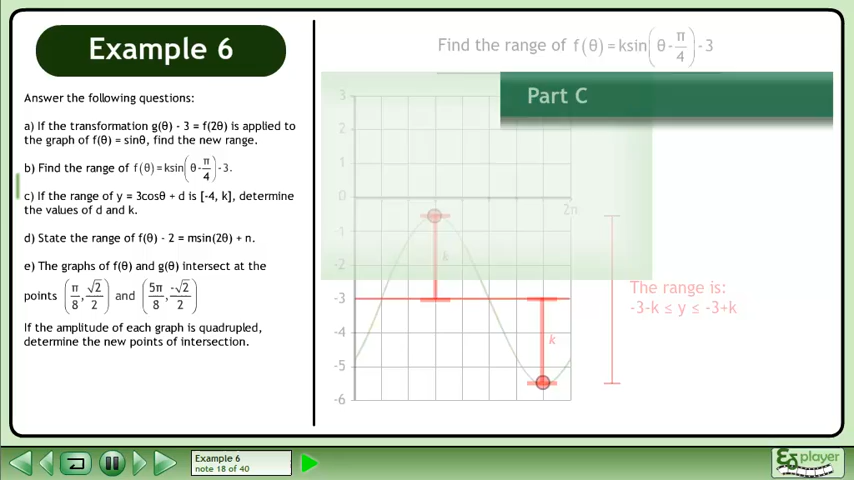 Example 6
Answer the following questions:
a) If the transformation g(θ) - 3 = f(2θ) is applied to
the graph of f(θ) = sinθ, find the new range.
b) Find the range of f(θ) = ksin(θ - π/4) - 3.
c) If the range of y = 3cosθ + d is [-4, k], determine
the values of d and k.
d) State the range of f(θ) - 2 = msin(2θ) + n.
e) The graphs of f(θ) and g(θ) intersect at the
points (π/8, √2/2) and (5π/8, -√2/2)
If the amplitude of each graph is quadrupled,
determine the new points of intersection.
Find the range of f(θ) = ksin(θ - π/4) - 3
Part C
3
2
1
0
2π
-1
k
-2
The range is:
-3
-3-k ≤ y ≤ -3+k
-4
k
-5
-6
Example 6
note 18 of 40
player